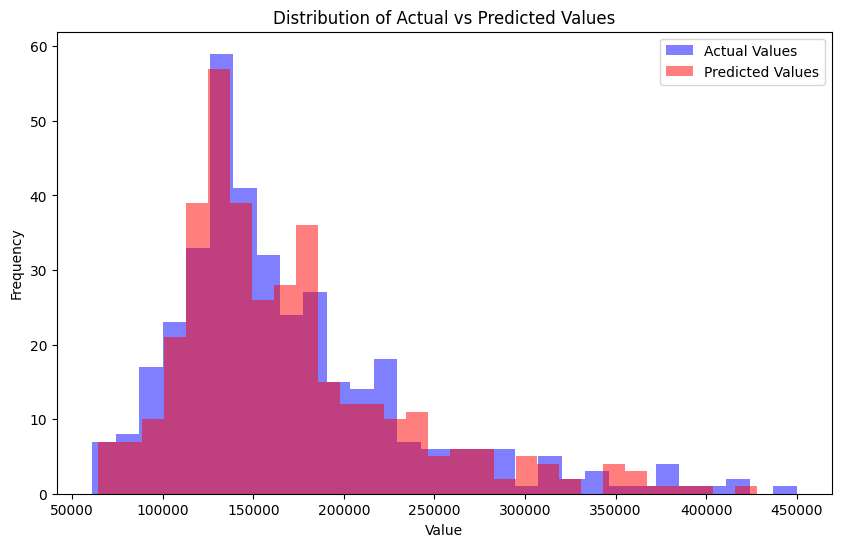 Distribution of Actual vs Predicted Values
Actual Values
Predicted Values
60
50
40
30
20
10
0
Frequency
50000 100000 150000 200000 250000 300000 350000 400000 450000
Value